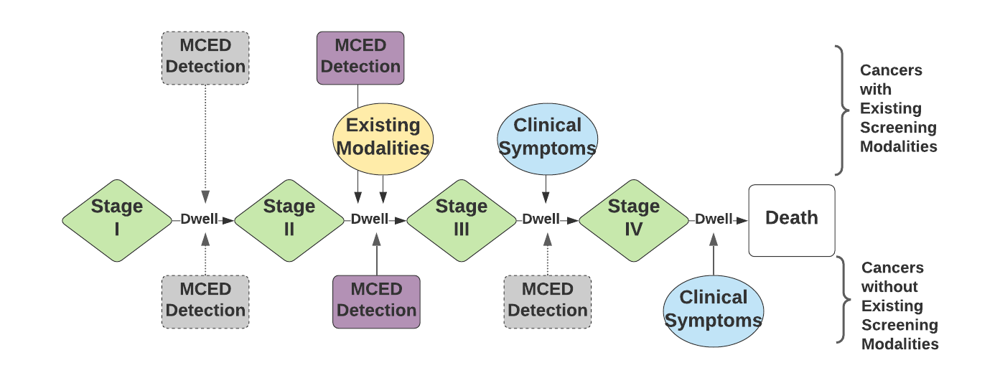 MCED
Detection
MCED
Detection
Existing
Modalities
Clinical
Symptoms
Cancers
with
Existing
Screening
Modalities
Stage
I
Dwell
Stage
II
Dwell
Stage
III
Dwell
Stage
IV
Dwell
Death
MCED
Detection
MCED
Detection
MCED
Detection
Clinical
Symptoms
Cancers
without
Existing
Screening
Modalities